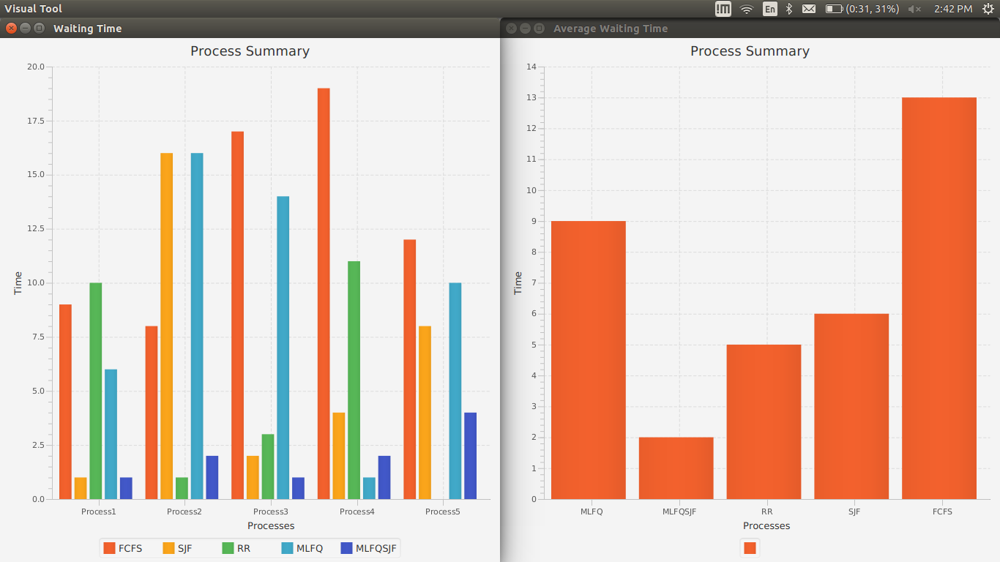 Visual Tool
En
(0:31, 31%)
2:42 PM
Waiting Time
Process Summary
20.0
17.5
15.0
12.5
10.0
7.5
5.0
2.5
0.0
Time
Process1 Process2 Process3 Process4 Process5
Processes
FCFS SJF RR MLFQ MLFQSJF
Average Waiting Time
Process Summary
14
13
12
11
10
9
8
7
6
5
4
3
2
1
0
Time
MLFQ MLFQSJF RR SJF FCFS
Processes